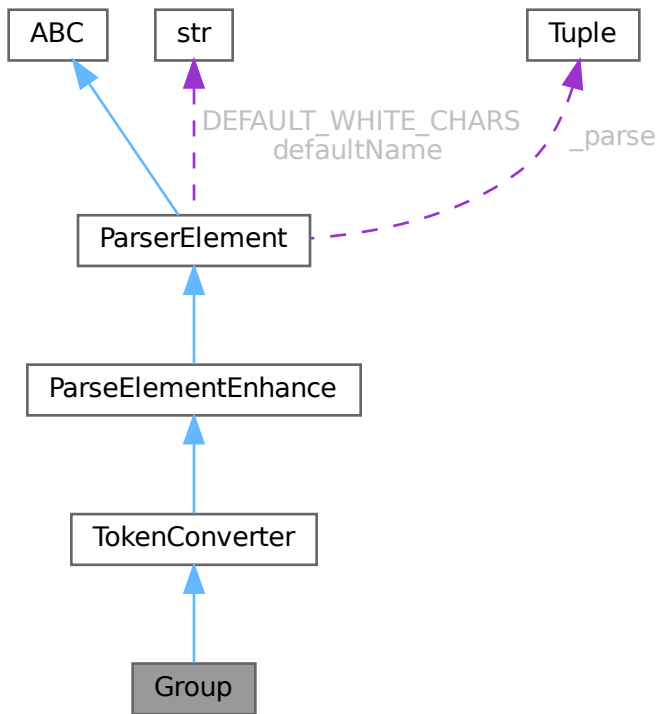 ABC
str
Tuple
DEFAULT_WHITE_CHARS
defaultName
_parse
ParserElement
ParseElementEnhance
TokenConverter
Group